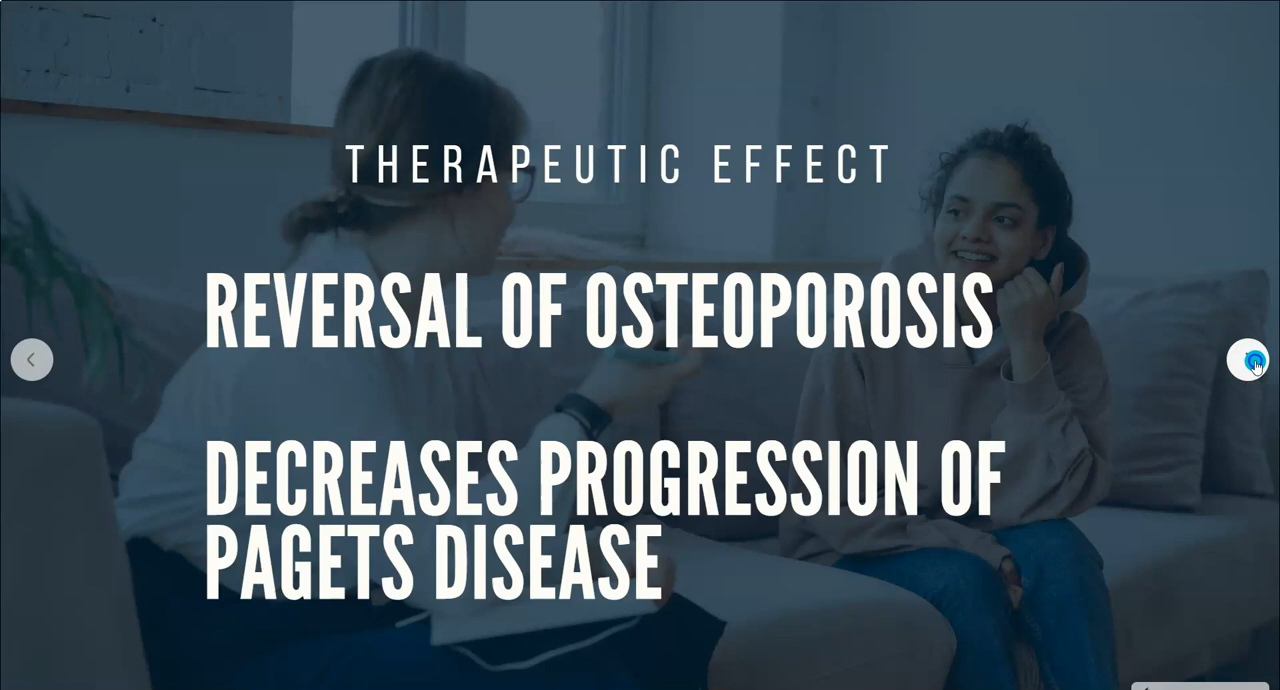 THERAPEUTIC EFFECT
REVERSAL OF OSTEOPOROSIS
DECREASES PROGRESSION OF
PAGETS DISEASE